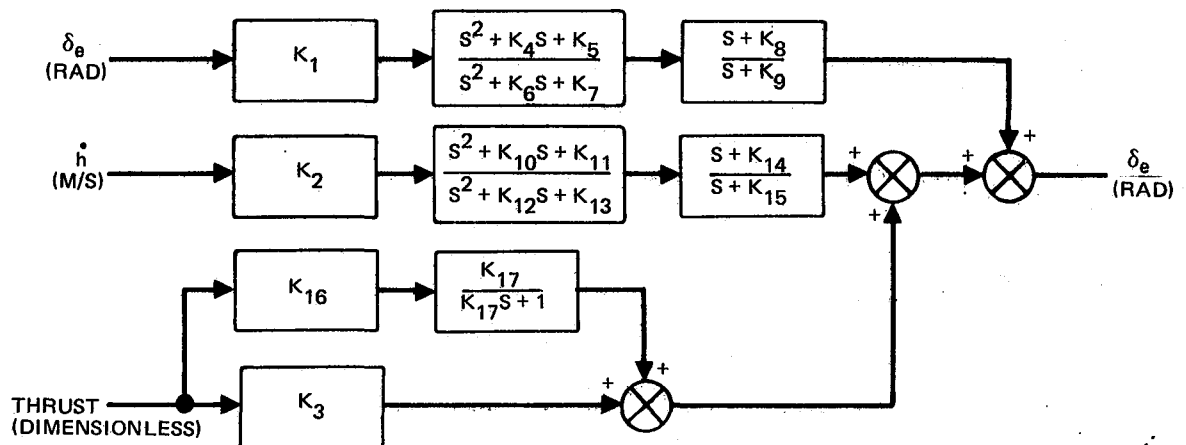 δe
(RAD)
K1
S² + K4S + K5
S² + K6S + K7
S + K8
S + K9
+
ḣ
(M/S)
K2
S² + K10S + K11
S² + K12S + K13
S + K14
S + K15
+
+
+
δe
(RAD)
K16
K17
K17S + 1
+
THRUST
(DIMENSIONLESS)
K3
+